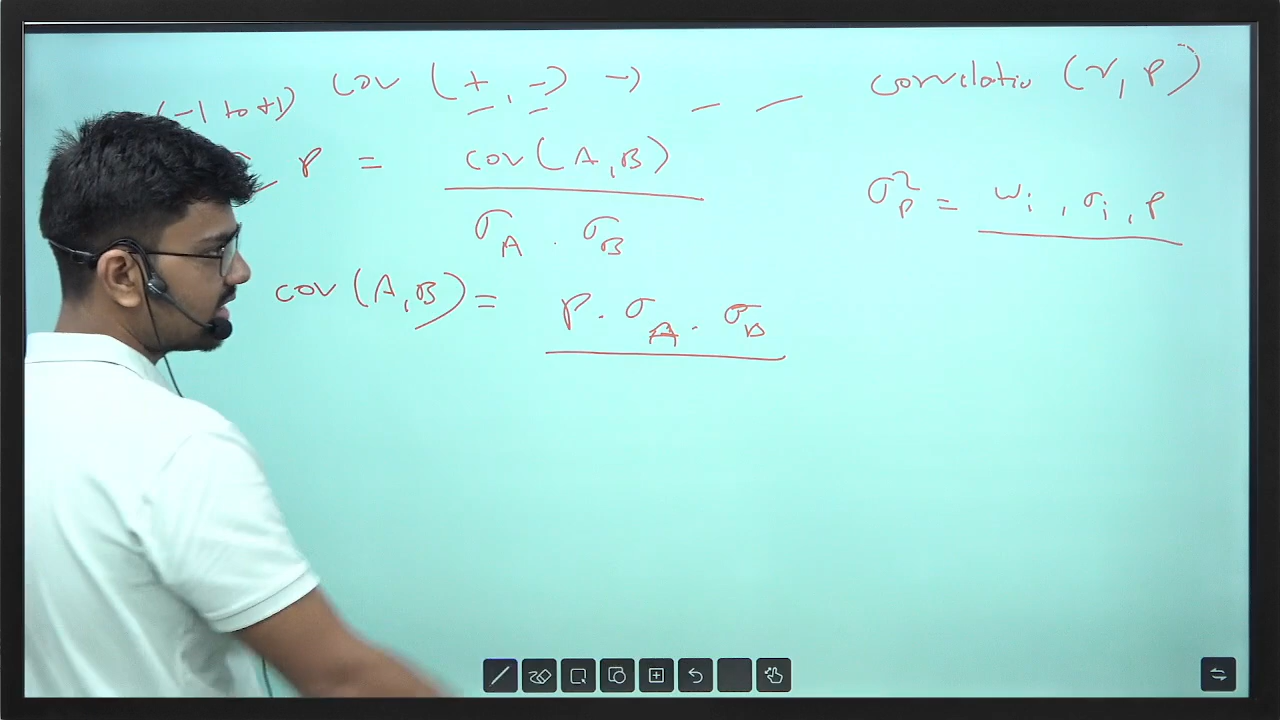 cov (+, -) →
correlatio (r, ρ)
(-1 to +1)
ρ = cov(A,B) / σA . σB
σ²P = wi , σi , ρ
cov(A,B) = ρ . σA . σB